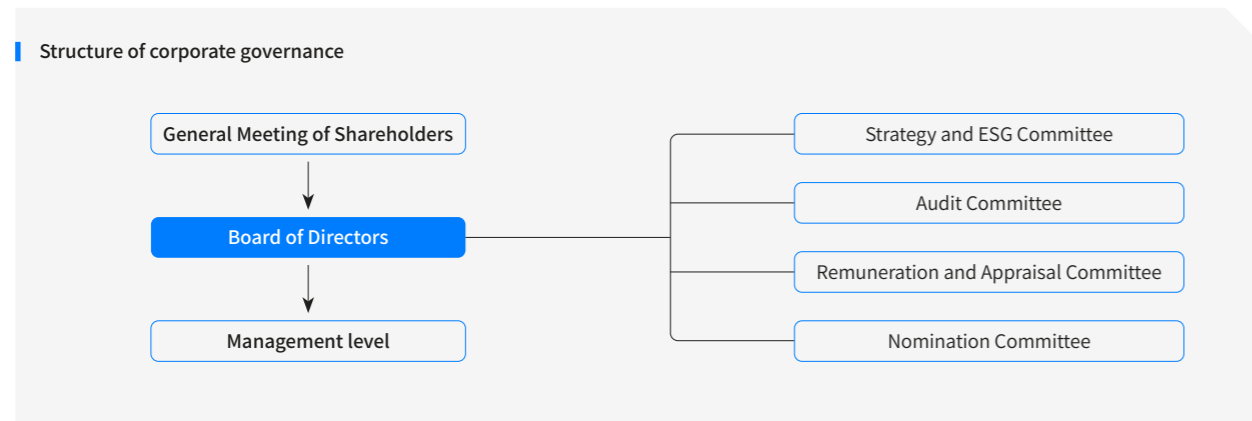 Structure of corporate governance
General Meeting of Shareholders
Board of Directors
Management level
Strategy and ESG Committee
Audit Committee
Remuneration and Appraisal Committee
Nomination Committee